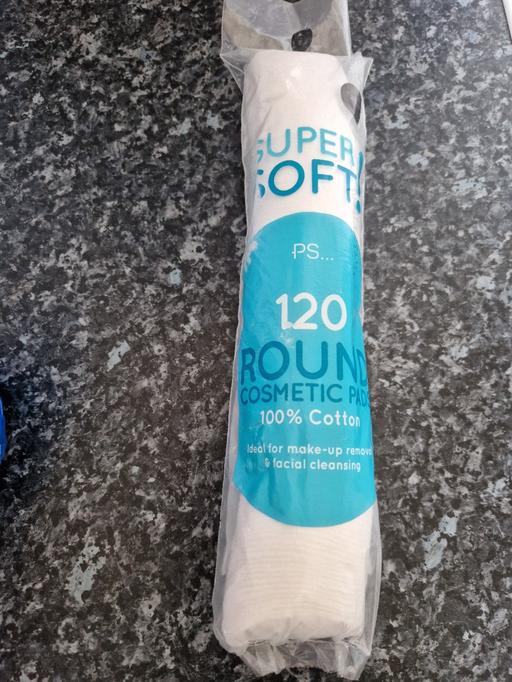 SUPER
SOFT!
PS...
120
ROUND
COSMETIC PADS
100% Cotton
Ideal for make-up removal
& facial cleansing